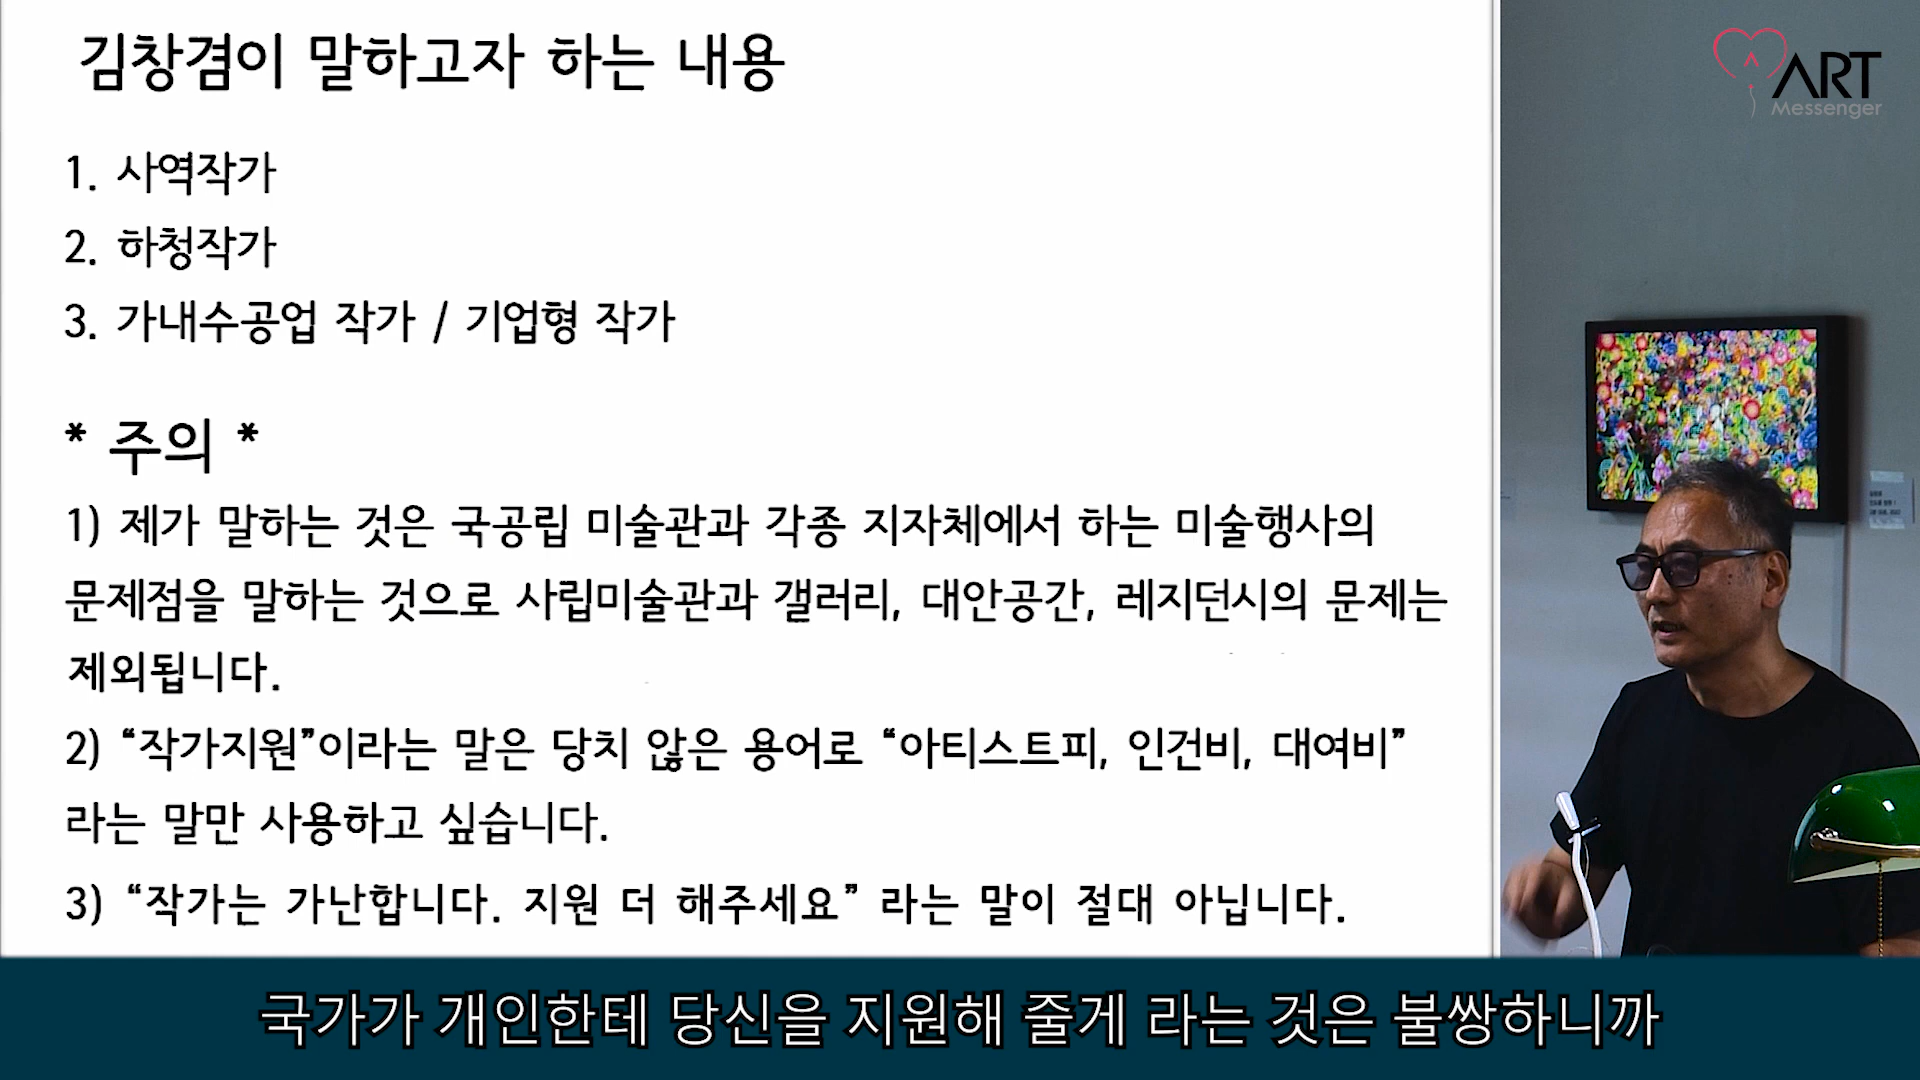 김창겸이 말하고자 하는 내용
1. 사역작가
2. 하청작가
3. 가내수공업 작가 / 기업형 작가
* 주의 *
1) 제가 말하는 것은 국공립 미술관과 각종 지자체에서 하는 미술행사의
문제점을 말하는 것으로 사립미술관과 갤러리, 대안공간, 레지던시의 문제는
제외됩니다.
2) “작가지원”이라는 말은 당치 않은 용어로 “아티스트피, 인건비, 대여비”
라는 말만 사용하고 싶습니다.
3) “작가는 가난합니다. 지원 더 해주세요” 라는 말이 절대 아닙니다.
ART
Messenger
국가가 개인한테 당신을 지원해 줄게 라는 것은 불쌍하니까